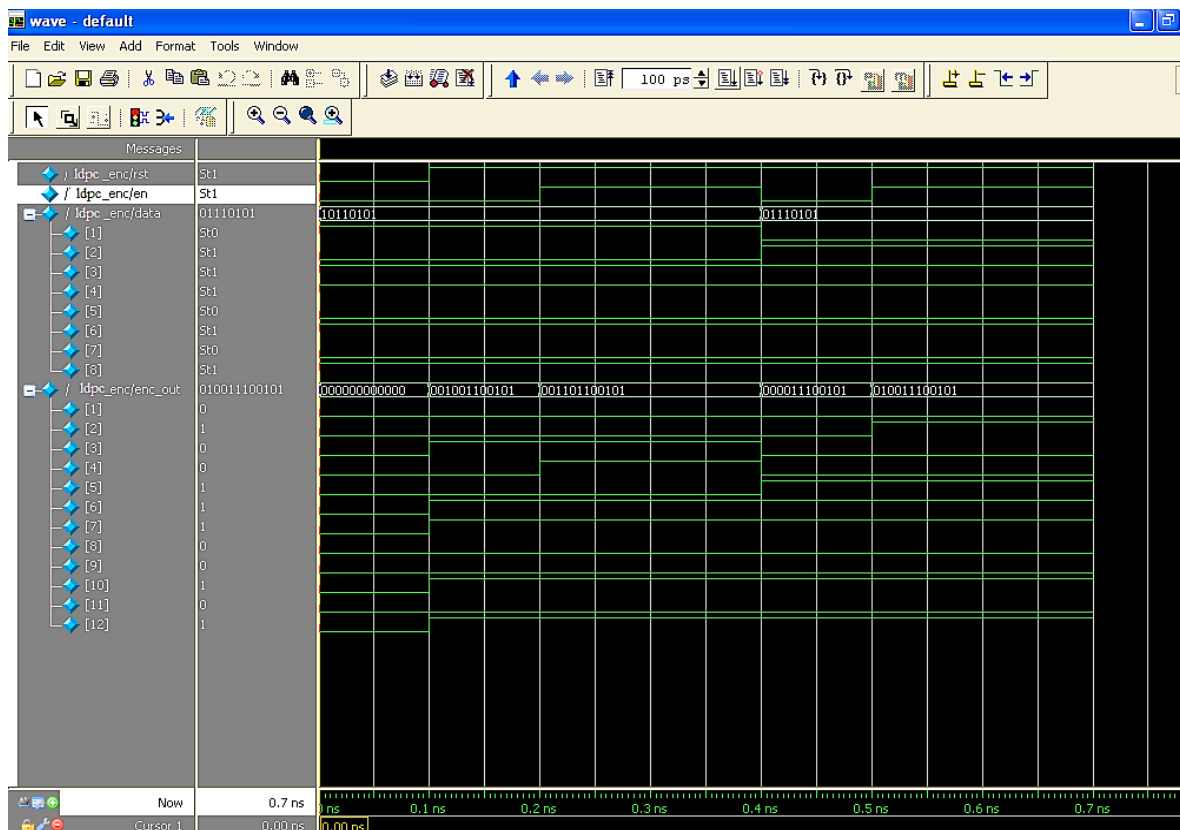 wave - default
File Edit View Add Format Tools Window
100 ps
Messages
/ ldpc_enc/rst St1
/ ldpc_enc/en St1
/ ldpc_enc/data 01110101 10110101 01110101
[1] St0
[2] St1
[3] St1
[4] St1
[5] St0
[6] St1
[7] St0
[8] St1
/ ldpc_enc/enc_out 010011100101 000000000000 001001100101 001101100101 000011100101 010011100101
[1] 0
[2] 1
[3] 0
[4] 0
[5] 1
[6] 1
[7] 1
[8] 0
[9] 0
[10] 1
[11] 0
[12] 1
Now 0.7 ns ns 0.1 ns 0.2 ns 0.3 ns 0.4 ns 0.5 ns 0.6 ns 0.7 ns
Cursor 1 0.00 ns 0.00 ns